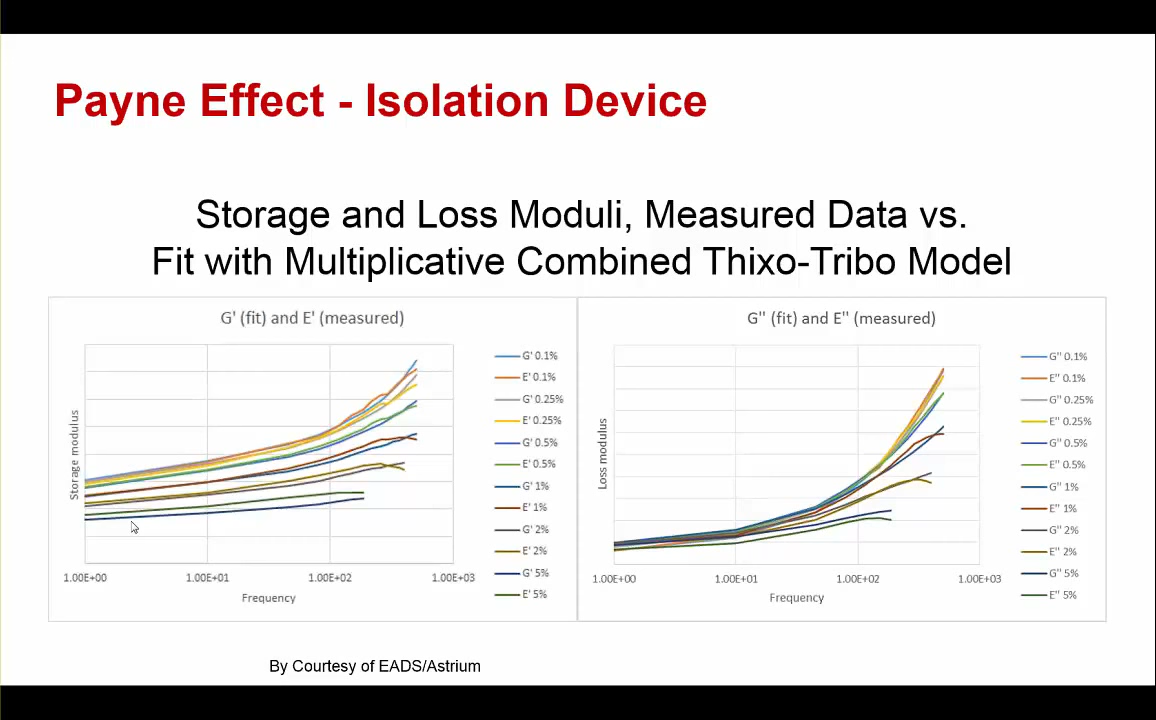 Payne Effect - Isolation Device
Storage and Loss Moduli, Measured Data vs.
Fit with Multiplicative Combined Thixo-Tribo Model
G' (fit) and E' (measured)
Storage modulus
G' 0.1%
E' 0.1%
G' 0.25%
E' 0.25%
G' 0.5%
E' 0.5%
G' 1%
E' 1%
G' 2%
E' 2%
G' 5%
E' 5%
1.00E+00 1.00E+01 1.00E+02 1.00E+03
Frequency
G'' (fit) and E'' (measured)
Loss modulus
G'' 0.1%
E'' 0.1%
G'' 0.25%
E'' 0.25%
G'' 0.5%
E'' 0.5%
G'' 1%
E'' 1%
G'' 2%
E'' 2%
G'' 5%
E'' 5%
1.00E+00 1.00E+01 1.00E+02 1.00E+03
Frequency
By Courtesy of EADS/Astrium